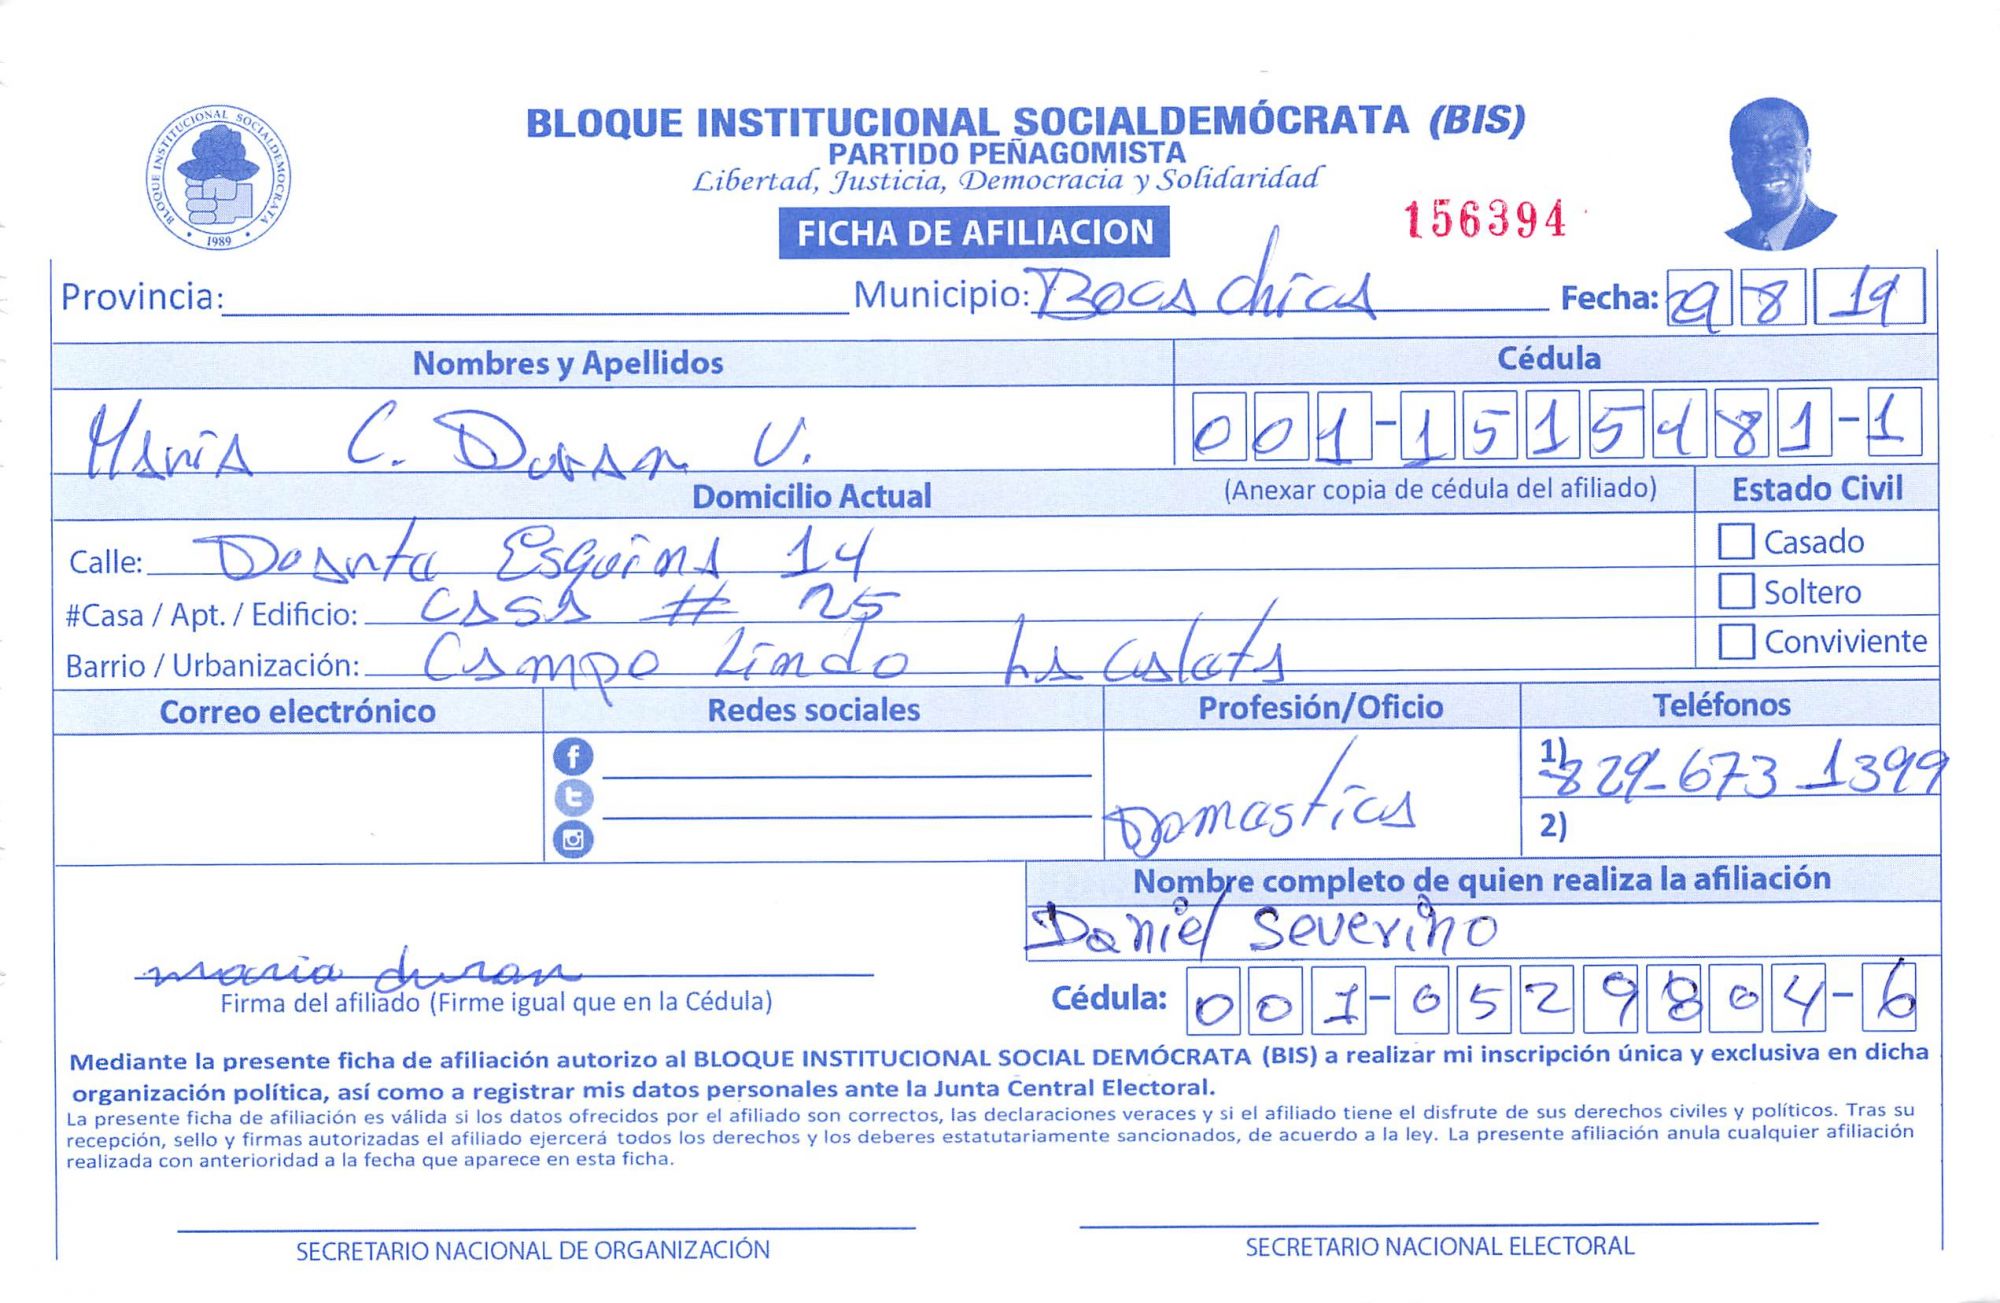 BLOQUE INSTITUCIONAL SOCIALDEMOCRATA
1989
BLOQUE INSTITUCIONAL SOCIALDEMÓCRATA (BIS)
PARTIDO PEÑAGOMISTA
Libertad, Justicia, Democracia y Solidaridad
FICHA DE AFILIACION
156394
Provincia: Municipio: Boca chica Fecha: 29 8 19
Nombres y Apellidos Cédula
Maria C. Duran V. 001-1515481-1
Domicilio Actual (Anexar copia de cédula del afiliado) Estado Civil
Calle: Duanta Esquina 14 Casado
#Casa / Apt. / Edificio: casa # 25 Soltero
Barrio / Urbanización: Campo Lindo La Caleta Conviviente
Correo electrónico Redes sociales Profesión/Oficio Teléfonos
1) 829-673 1399
Domastica
2)
Nombre completo de quien realiza la afiliación
Daniel Severino
maria duran
Firma del afiliado (Firme igual que en la Cédula) Cédula: 001-0529804-6
Mediante la presente ficha de afiliación autorizo al BLOQUE INSTITUCIONAL SOCIAL DEMÓCRATA (BIS) a realizar mi inscripción única y exclusiva en dicha
organización política, así como a registrar mis datos personales ante la Junta Central Electoral.
La presente ficha de afiliación es válida si los datos ofrecidos por el afiliado son correctos, las declaraciones veraces y si el afiliado tiene el disfrute de sus derechos civiles y políticos. Tras su
recepción, sello y firmas autorizadas el afiliado ejercerá todos los derechos y los deberes estatutariamente sancionados, de acuerdo a la ley. La presente afiliación anula cualquier afiliación
realizada con anterioridad a la fecha que aparece en esta ficha.
SECRETARIO NACIONAL DE ORGANIZACIÓN SECRETARIO NACIONAL ELECTORAL